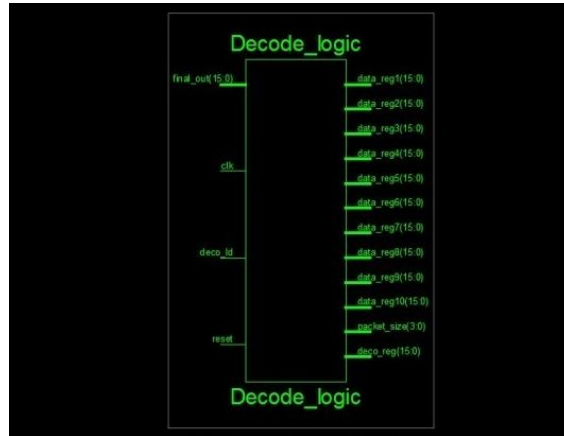 Decode_logic
final_out(15:0)
clk
deco_ld
reset
data_reg1(15:0)
data_reg2(15:0)
data_reg3(15:0)
data_reg4(15:0)
data_reg5(15:0)
data_reg6(15:0)
data_reg7(15:0)
data_reg8(15:0)
data_reg9(15:0)
data_reg10(15:0)
packet_size(3:0)
deco_reg(15:0)
Decode_logic